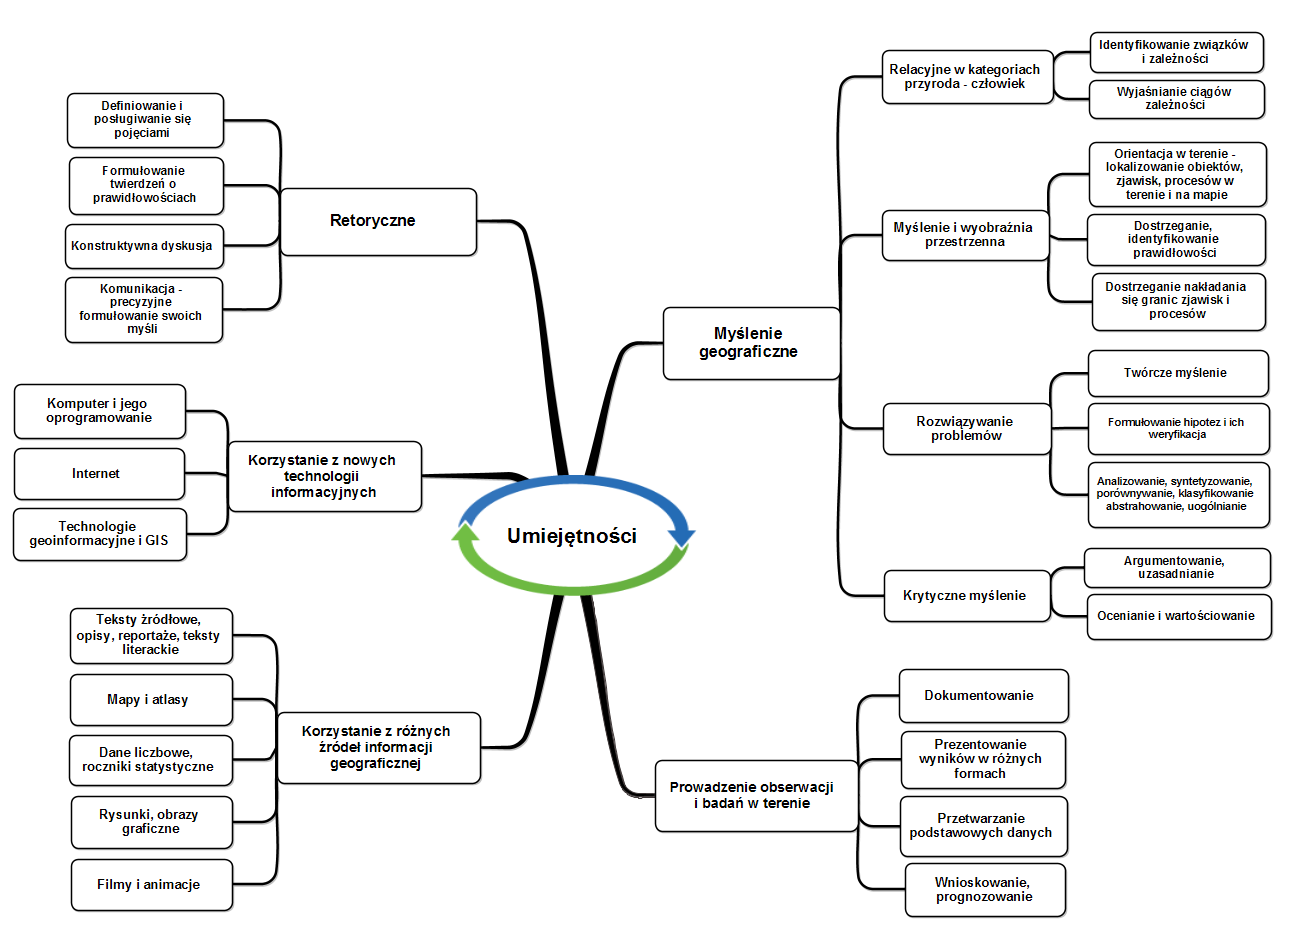 Umiejętności
Retoryczne
Definiowanie i
posługiwanie się
pojęciami
Formułowanie
twierdzeń o
prawidłowościach
Konstruktywna dyskusja
Komunikacja -
precyzyjne
formułowanie swoich
myśli
Korzystanie z nowych
technologii
informacyjnych
Komputer i jego
oprogramowanie
Internet
Technologie
geoinformacyjne i GIS
Korzystanie z różnych
źródeł informacji
geograficznej
Teksty źródłowe,
opisy, reportaże, teksty
literackie
Mapy i atlasy
Dane liczbowe,
roczniki statystyczne
Rysunki, obrazy
graficzne
Filmy i animacje
Myślenie
geograficzne
Relacyjne w kategoriach
przyroda - człowiek
Identyfikowanie związków
i zależności
Wyjaśnianie ciągów
zależności
Myślenie i wyobraźnia
przestrzenna
Orientacja w terenie -
lokalizowanie obiektów,
zjawisk, procesów w
terenie i na mapie
Dostrzeganie,
identyfikowanie
prawidłowości
Dostrzeganie nakładania
się granic zjawisk i
procesów
Rozwiązywanie
problemów
Twórcze myślenie
Formułowanie hipotez i ich
weryfikacja
Analizowanie, syntetyzowanie,
porównywanie, klasyfikowanie
abstrahowanie, uogólnianie
Krytyczne myślenie
Argumentowanie,
uzasadnianie
Ocenianie i wartościowanie
Prowadzenie obserwacji
i badań w terenie
Dokumentowanie
Prezentowanie
wyników w różnych
formach
Przetwarzanie
podstawowych danych
Wnioskowanie,
prognozowanie